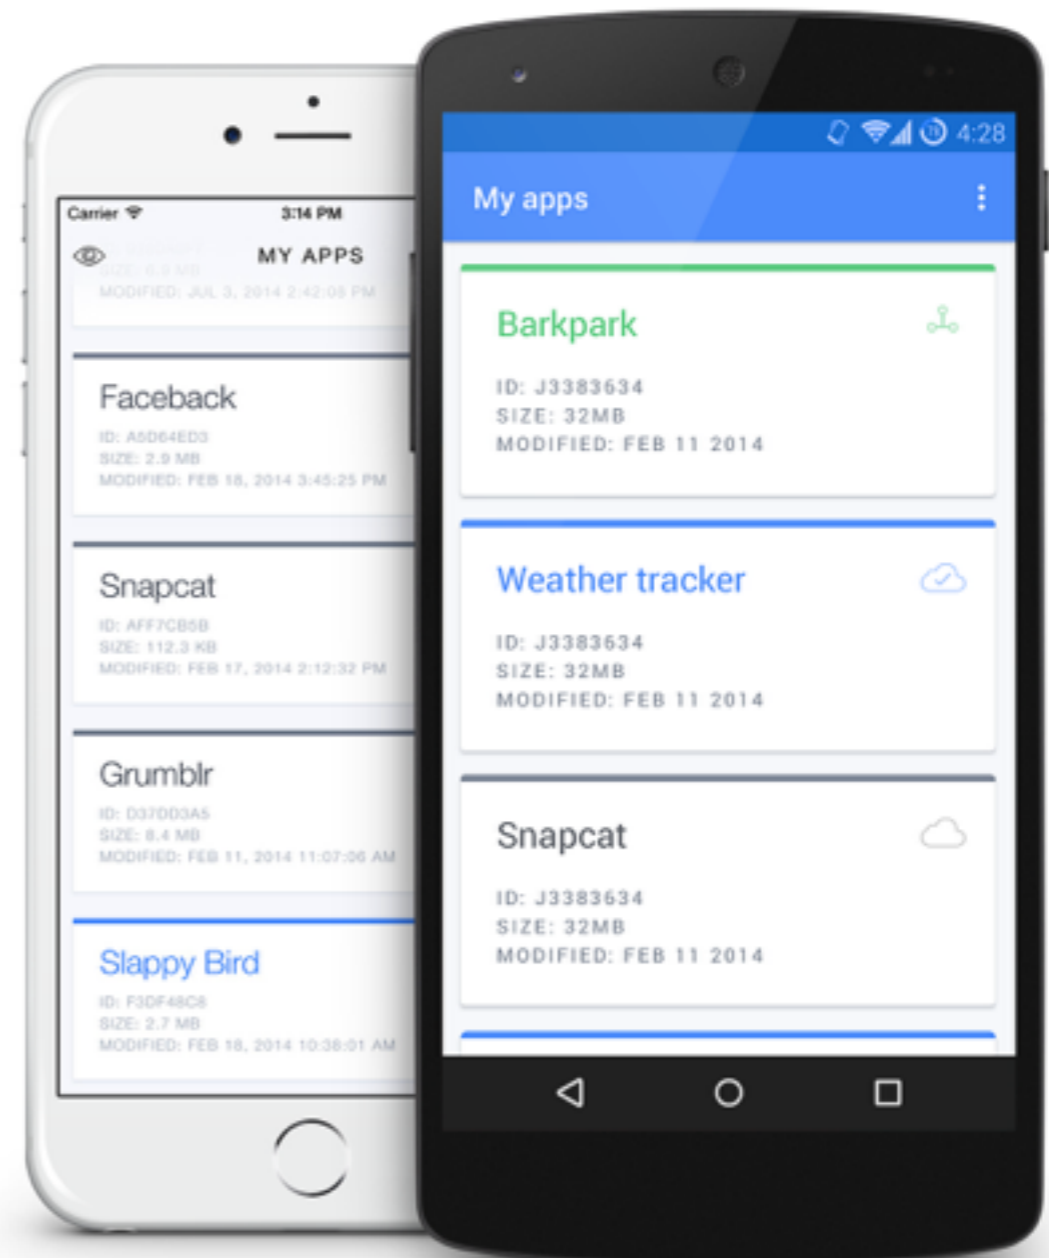 Carrier
3:14 PM
MY APPS
SIZE: 6.9 MB
MODIFIED: JUL 3, 2014 2:42:05 PM
Faceback
ID: A5D64ED3
SIZE: 2.9 MB
MODIFIED: FEB 18, 2014 3:45:25 PM
Snapcat
ID: AFF7CB5B
SIZE: 112.3 KB
MODIFIED: FEB 17, 2014 2:12:32 PM
Grumblr
ID: D37DD3A5
SIZE: 8.4 MB
MODIFIED: FEB 11, 2014 11:07:06 AM
Slappy Bird
ID: F3DF48C8
SIZE: 2.7 MB
MODIFIED: FEB 18, 2014 10:38:01 AM
4:28
My apps
Barkpark
ID: J3383634
SIZE: 32MB
MODIFIED: FEB 11 2014
Weather tracker
ID: J3383634
SIZE: 32MB
MODIFIED: FEB 11 2014
Snapcat
ID: J3383634
SIZE: 32MB
MODIFIED: FEB 11 2014